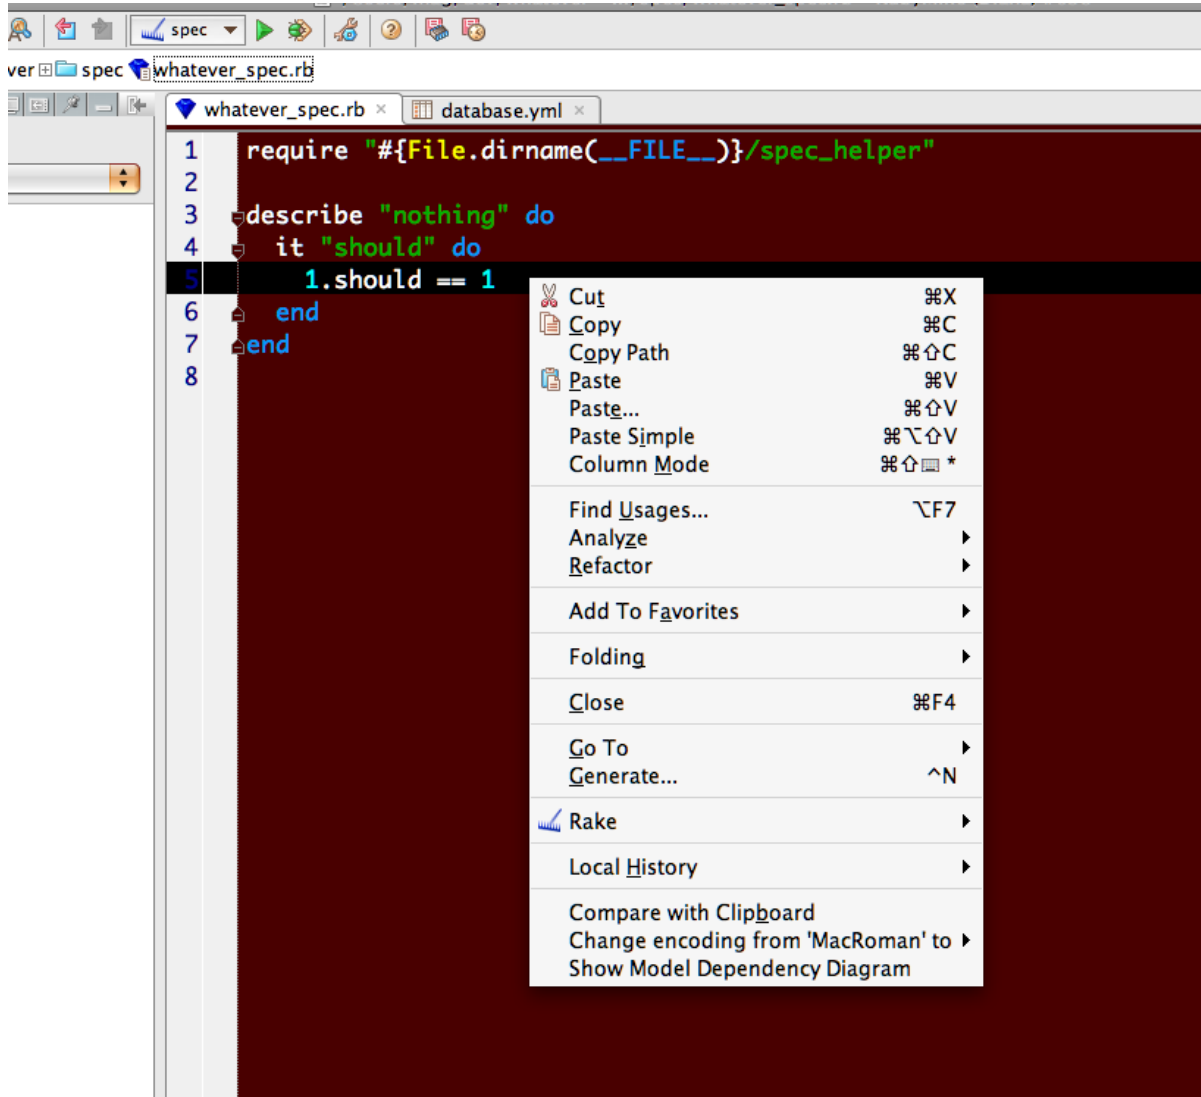 spec
ver spec whatever_spec.rb
whatever_spec.rb × database.yml ×
1 require "#{File.dirname(__FILE__)}/spec_helper"
2
3 describe "nothing" do
4 it "should" do
5 1.should == 1
6 end
7 end
8
Cut ⌘X
Copy ⌘C
Copy Path ⌘⇧C
Paste ⌘V
Paste... ⌘⇧V
Paste Simple ⌘⌥⇧V
Column Mode ⌘⇧⌨ *
Find Usages... ⌥F7
Analyze
Refactor
Add To Favorites
Folding
Close ⌘F4
Go To
Generate... ^N
Rake
Local History
Compare with Clipboard
Change encoding from 'MacRoman' to
Show Model Dependency Diagram